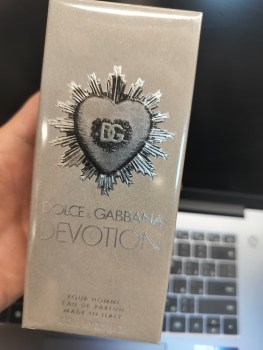 DG
DOLCE & GABBANA
DEVOTION
POUR HOMME
EAU DE PARFUM
MADE IN ITALY